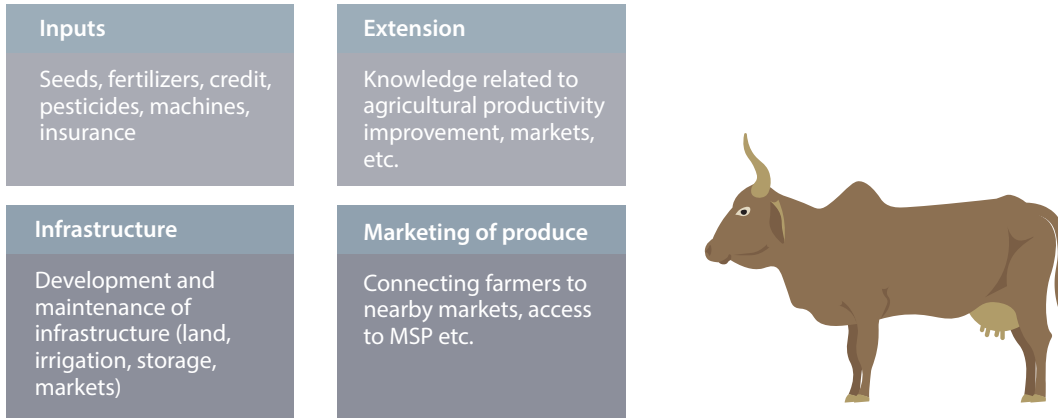 Inputs
Seeds, fertilizers, credit,
pesticides, machines,
insurance
Extension
Knowledge related to
agricultural productivity
improvement, markets,
etc.
Infrastructure
Development and
maintenance of
infrastructure (land,
irrigation, storage,
markets)
Marketing of produce
Connecting farmers to
nearby markets, access
to MSP etc.